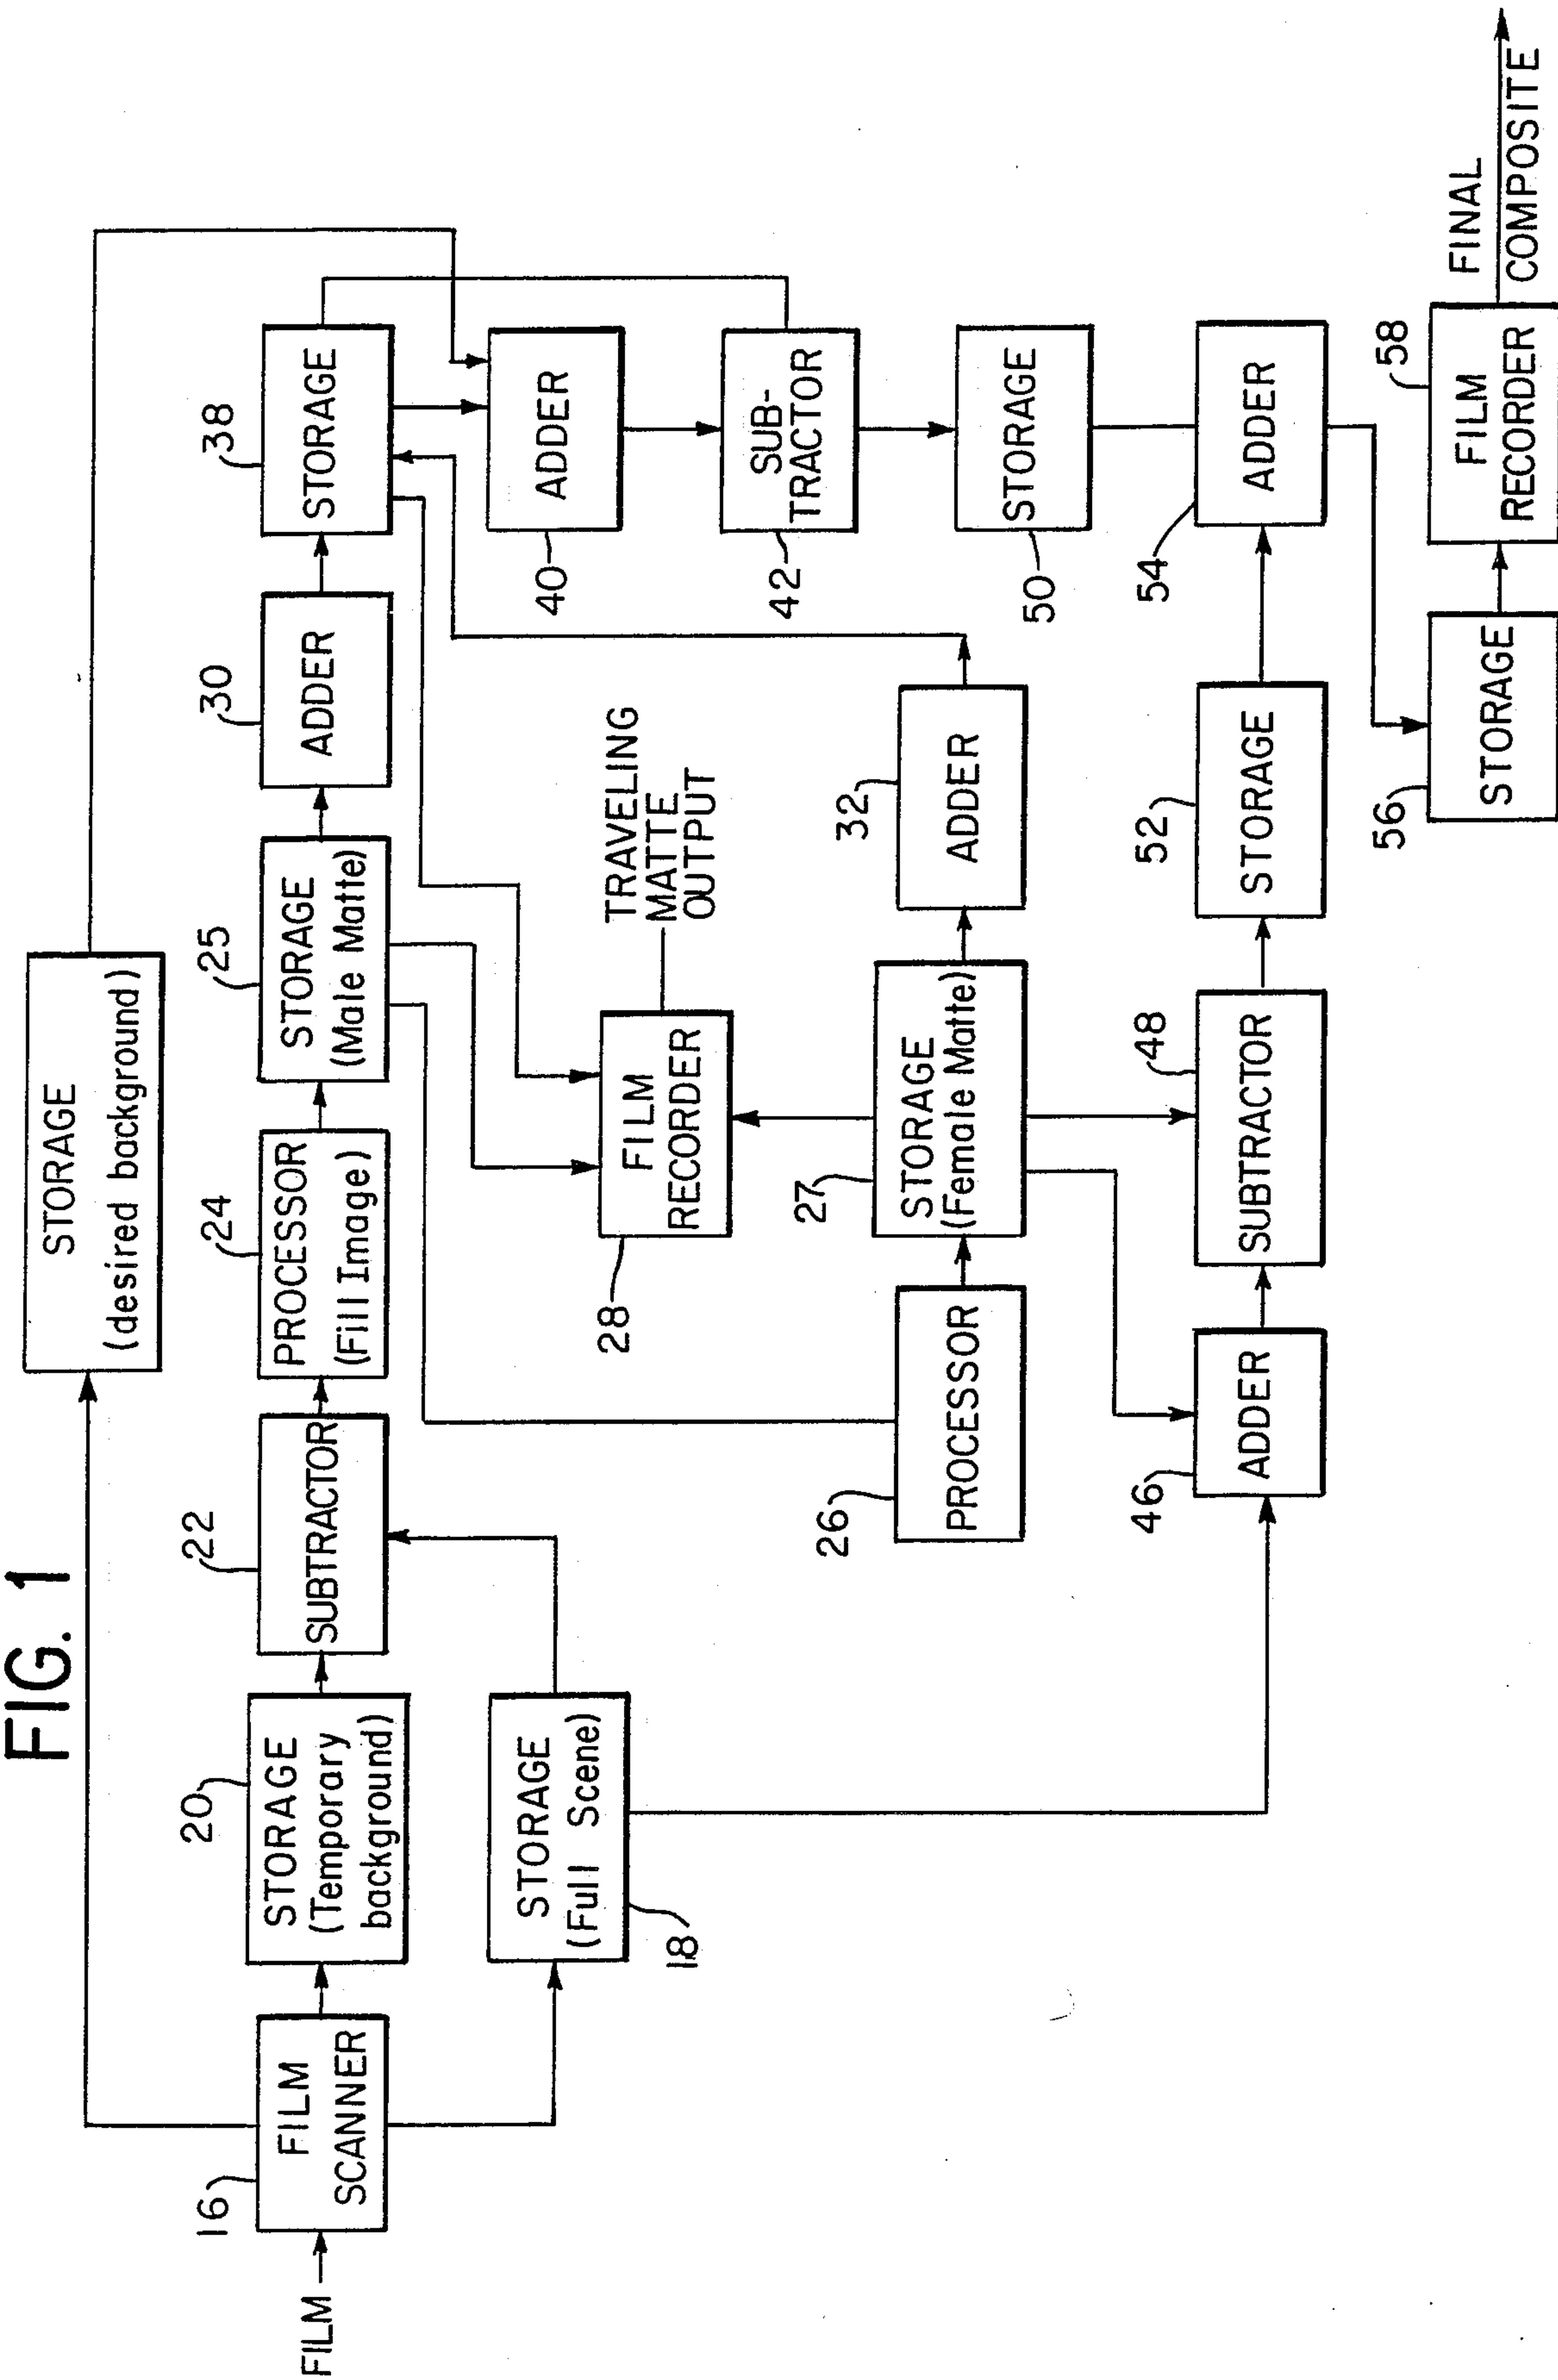 FIG. 1
STORAGE
(desired background)
FILM
16
FILM
SCANNER
20
STORAGE
(Temporary
background)
22
SUBTRACTOR
24
PROCESSOR
(Fill Image)
25
STORAGE
(Male Matte)
30
ADDER
38
STORAGE
18
STORAGE
(Full Scene)
28
FILM
RECORDER
TRAVELING
MATTE
OUTPUT
40
ADDER
42
SUB-
TRACTOR
26
PROCESSOR
27
STORAGE
(Female Matte)
32
ADDER
50
STORAGE
46
ADDER
48
SUBTRACTOR
52
STORAGE
54
ADDER
56
STORAGE
58
FILM
RECORDER
FINAL
COMPOSITE